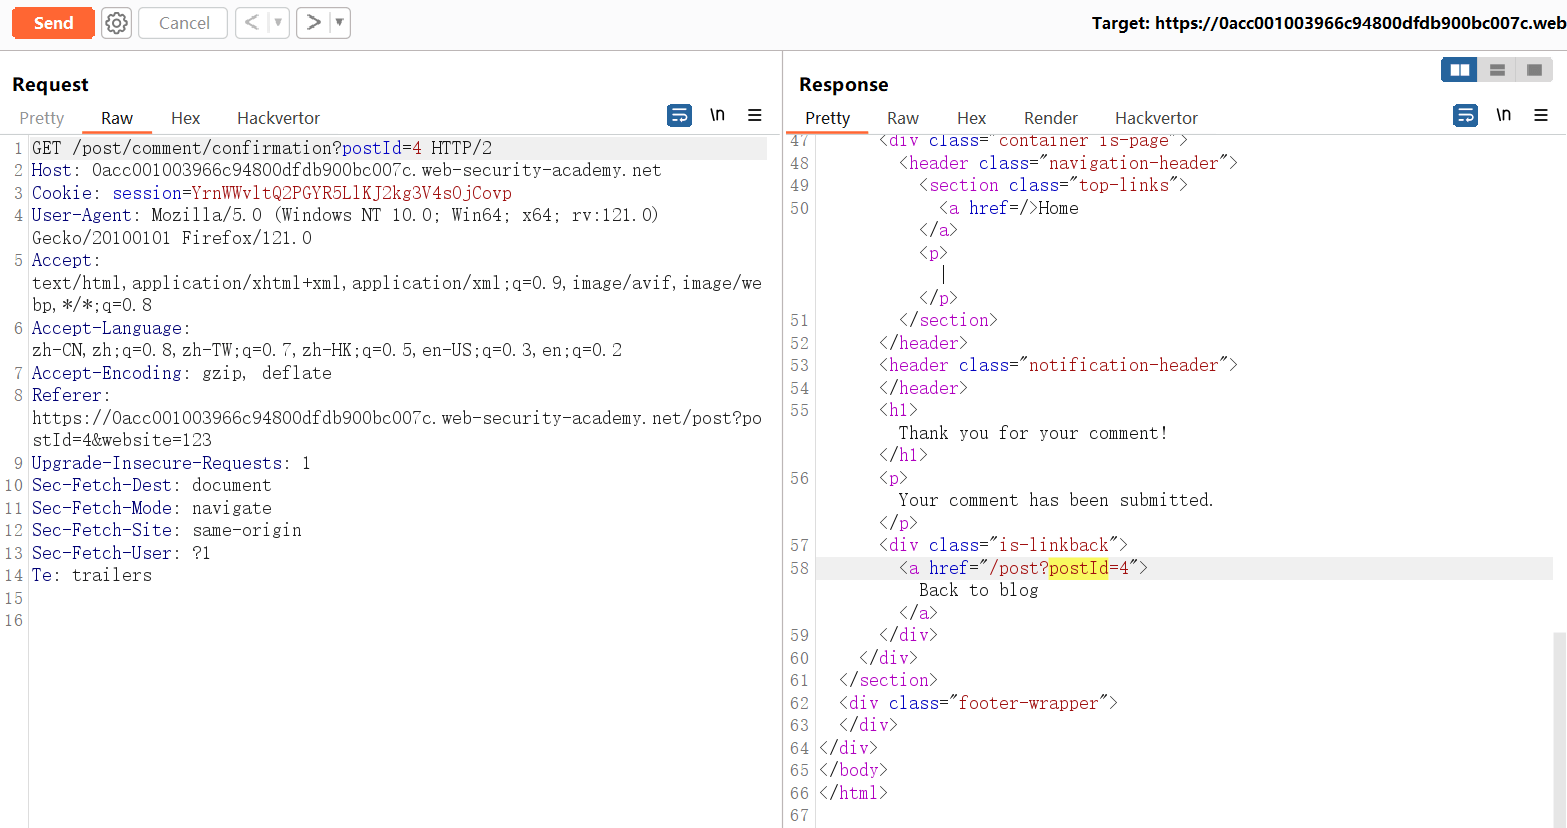 Send
Cancel
Target: https://0acc001003966c94800dfdb900bc007c.web
Request
Pretty Raw Hex Hackvertor
\n
1 GET /post/comment/confirmation?postId=4 HTTP/2
2 Host: 0acc001003966c94800dfdb900bc007c.web-security-academy.net
3 Cookie: session=YrnWWvltQ2PGYR5LlKJ2kg3V4s0jCovp
4 User-Agent: Mozilla/5.0 (Windows NT 10.0; Win64; x64; rv:121.0)
Gecko/20100101 Firefox/121.0
5 Accept:
text/html,application/xhtml+xml,application/xml;q=0.9,image/avif,image/we
bp,*/*;q=0.8
6 Accept-Language:
zh-CN,zh;q=0.8,zh-TW;q=0.7,zh-HK;q=0.5,en-US;q=0.3,en;q=0.2
7 Accept-Encoding: gzip, deflate
8 Referer:
https://0acc001003966c94800dfdb900bc007c.web-security-academy.net/post?po
stId=4&website=123
9 Upgrade-Insecure-Requests: 1
10 Sec-Fetch-Dest: document
11 Sec-Fetch-Mode: navigate
12 Sec-Fetch-Site: same-origin
13 Sec-Fetch-User: ?1
14 Te: trailers
15
16
Response
Pretty Raw Hex Render Hackvertor
\n
47 <div class="container is-page">
48 <header class="navigation-header">
49 <section class="top-links">
50 <a href=/>Home
</a>
<p>
|
</p>
51 </section>
52 </header>
53 <header class="notification-header">
54 </header>
55 <h1>
Thank you for your comment!
</h1>
56 <p>
Your comment has been submitted.
</p>
57 <div class="is-linkback">
58 <a href="/post?postId=4">
Back to blog
</a>
59 </div>
60 </div>
61 </section>
62 <div class="footer-wrapper">
63 </div>
64 </div>
65 </body>
66 </html>
67